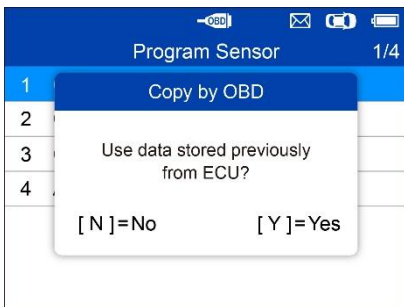 OBD
Program Sensor 1/4
1
Copy by OBD
2
3
4
Use data stored previously
from ECU?
[ N ]=No [ Y ]=Yes